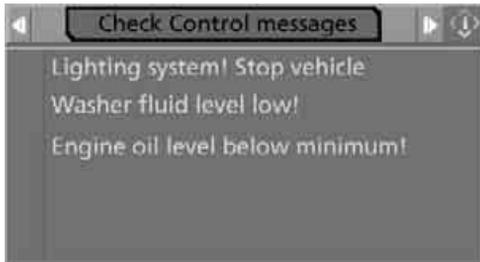 Check Control messages
Lighting system! Stop vehicle
Washer fluid level low!
Engine oil level below minimum!